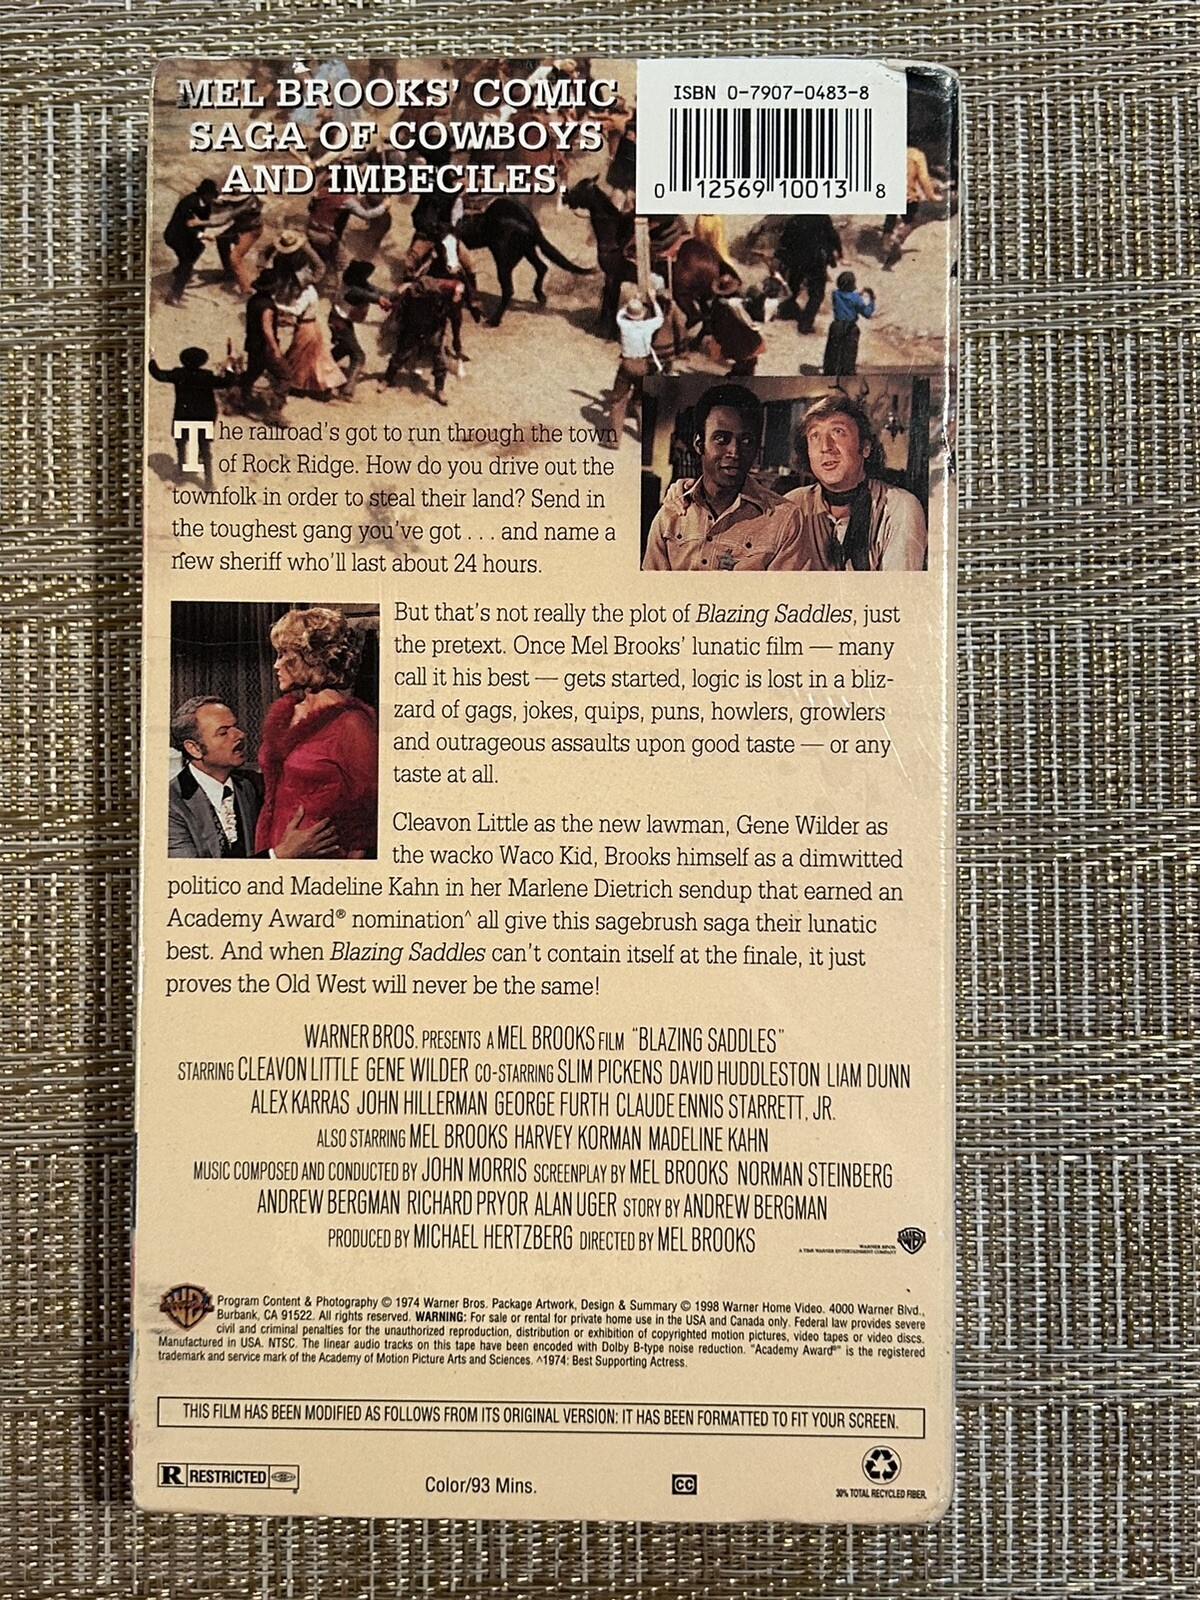 MEL BROOKS' COMIC
SAGA OF COWBOYS
AND IMBECILES.
ISBN 0-7907-0483-8
0 12569 10013 8
The railroad's got to run through the town
of Rock Ridge. How do you drive out the
townfolk in order to steal their land? Send in
the toughest gang you've got . . . and name a
new sheriff who'll last about 24 hours.
But that's not really the plot of Blazing Saddles, just
the pretext. Once Mel Brooks' lunatic film — many
call it his best — gets started, logic is lost in a bliz-
zard of gags, jokes, quips, puns, howlers, growlers
and outrageous assaults upon good taste — or any
taste at all.
Cleavon Little as the new lawman, Gene Wilder as
the wacko Waco Kid, Brooks himself as a dimwitted
politico and Madeline Kahn in her Marlene Dietrich sendup that earned an
Academy Award® nomination^ all give this sagebrush saga their lunatic
best. And when Blazing Saddles can't contain itself at the finale, it just
proves the Old West will never be the same!
WARNER BROS. PRESENTS A MEL BROOKS FILM "BLAZING SADDLES"
STARRING CLEAVON LITTLE GENE WILDER CO-STARRING SLIM PICKENS DAVID HUDDLESTON LIAM DUNN
ALEX KARRAS JOHN HILLERMAN GEORGE FURTH CLAUDE ENNIS STARRETT, JR.
ALSO STARRING MEL BROOKS HARVEY KORMAN MADELINE KAHN
MUSIC COMPOSED AND CONDUCTED BY JOHN MORRIS SCREENPLAY BY MEL BROOKS NORMAN STEINBERG
ANDREW BERGMAN RICHARD PRYOR ALAN UGER STORY BY ANDREW BERGMAN
PRODUCED BY MICHAEL HERTZBERG DIRECTED BY MEL BROOKS
WARNER BROS.
A TIME WARNER ENTERTAINMENT COMPANY
WB
Program Content & Photography © 1974 Warner Bros. Package Artwork, Design & Summary © 1998 Warner Home Video. 4000 Warner Blvd.,
Burbank, CA 91522. All rights reserved. WARNING: For sale or rental for private home use in the USA and Canada only. Federal law provides severe
civil and criminal penalties for the unauthorized reproduction, distribution or exhibition of copyrighted motion pictures, video tapes or video discs.
Manufactured in USA. NTSC. The linear audio tracks on this tape have been encoded with Dolby B-type noise reduction. "Academy Award®" is the registered
trademark and service mark of the Academy of Motion Picture Arts and Sciences. ^1974: Best Supporting Actress.
THIS FILM HAS BEEN MODIFIED AS FOLLOWS FROM ITS ORIGINAL VERSION: IT HAS BEEN FORMATTED TO FIT YOUR SCREEN.
R RESTRICTED
Color/93 Mins.
CC
30% TOTAL RECYCLED FIBER.